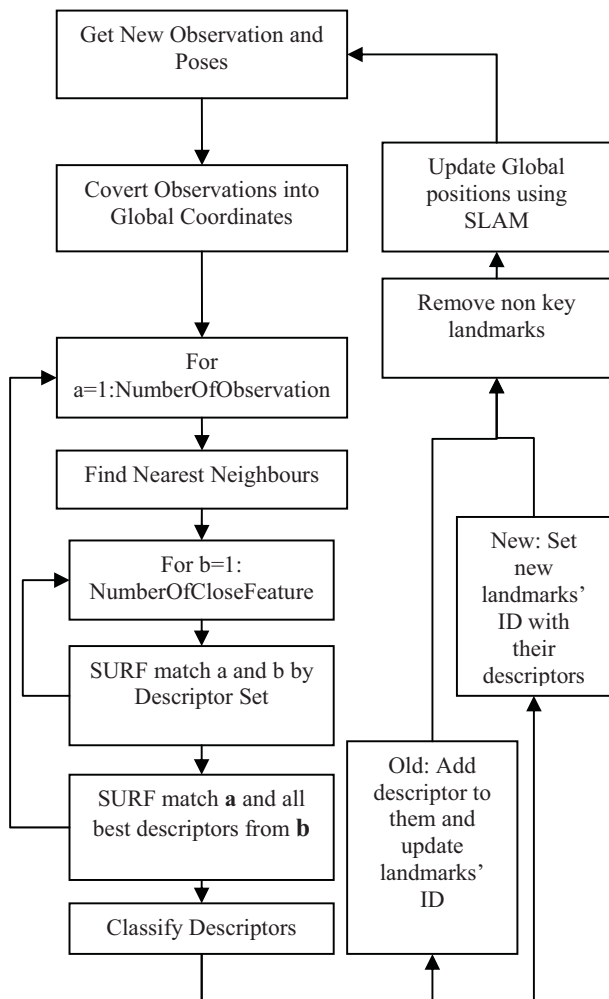 Get New Observation and
Poses
Covert Observations into
Global Coordinates
For
a=1:NumberOfObservation
Find Nearest Neighbours
For b=1:
NumberOfCloseFeature
SURF match a and b by
Descriptor Set
SURF match a and all
best descriptors from b
Classify Descriptors
Update Global
positions using
SLAM
Remove non key
landmarks
New: Set
new
landmarks’
ID with
their
descriptors
Old: Add
descriptor to
them and
update
landmarks’
ID